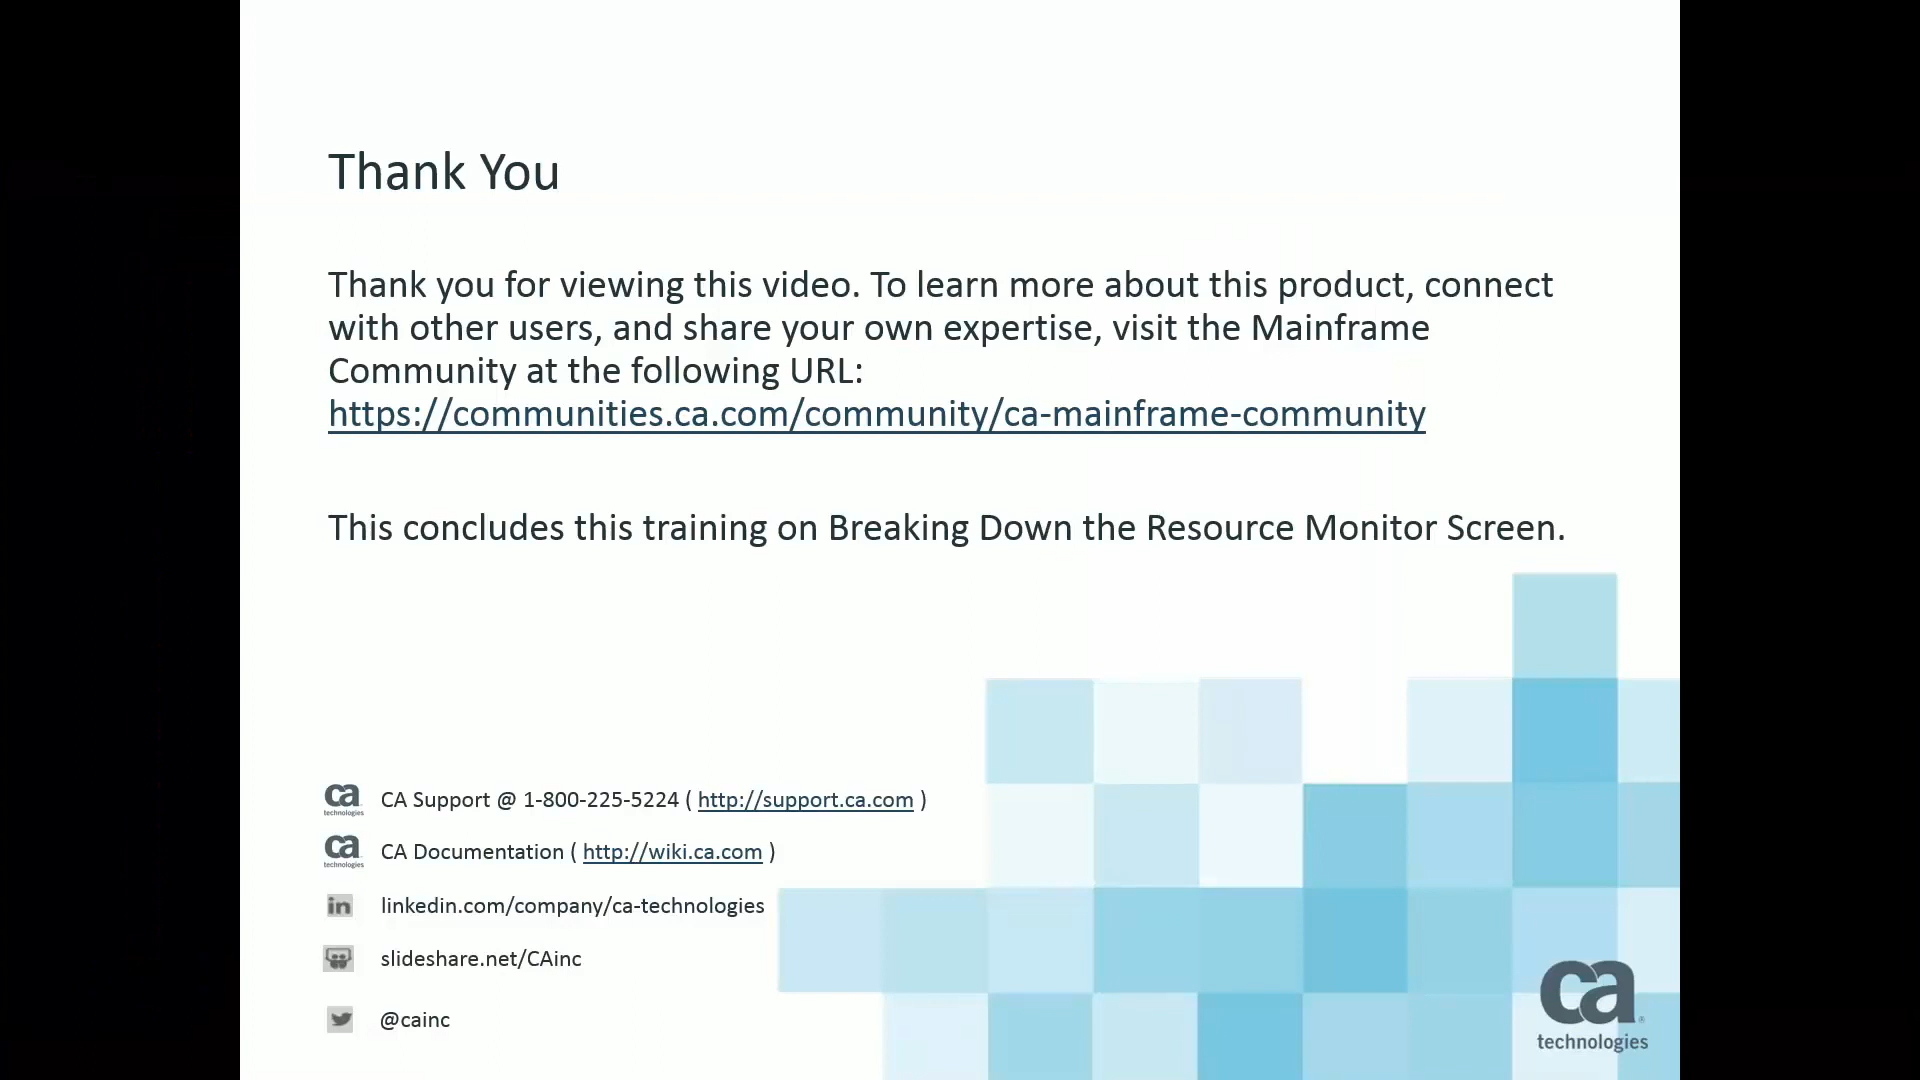 Thank You
Thank you for viewing this video. To learn more about this product, connect
with other users, and share your own expertise, visit the Mainframe
Community at the following URL:
https://communities.ca.com/community/ca-mainframe-community
This concludes this training on Breaking Down the Resource Monitor Screen.
ca technologies CA Support @ 1-800-225-5224 ( http://support.ca.com )
ca technologies CA Documentation ( http://wiki.ca.com )
in linkedin.com/company/ca-technologies
slideshare.net/CAinc
@cainc
ca
technologies